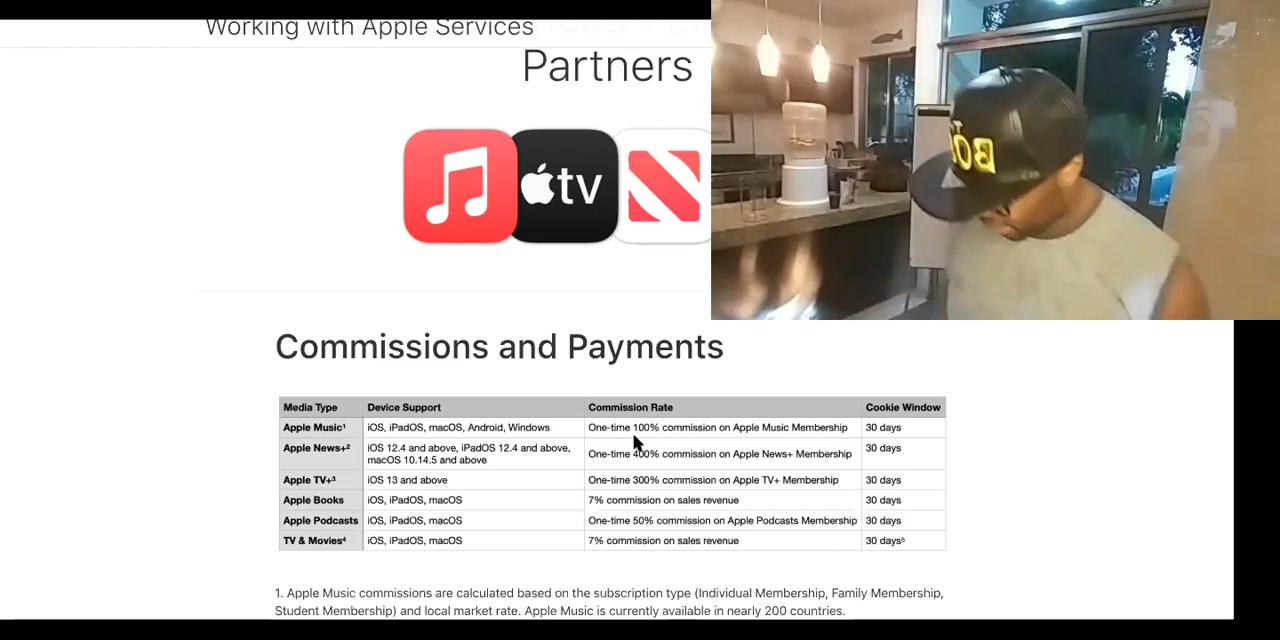 Working with Apple Services
Partners
tv
Commissions and Payments
Media Type Device Support Commission Rate Cookie Window
Apple Music¹ iOS, iPadOS, macOS, Android, Windows One-time 100% commission on Apple Music Membership 30 days
Apple News+² iOS 12.4 and above, iPadOS 12.4 and above, macOS 10.14.5 and above One-time 400% commission on Apple News+ Membership 30 days
Apple TV+³ iOS 13 and above One-time 300% commission on Apple TV+ Membership 30 days
Apple Books iOS, iPadOS, macOS 7% commission on sales revenue 30 days
Apple Podcasts iOS, iPadOS, macOS One-time 50% commission on Apple Podcasts Membership 30 days
TV & Movies⁴ iOS, iPadOS, macOS 7% commission on sales revenue 30 days⁵
1. Apple Music commissions are calculated based on the subscription type (Individual Membership, Family Membership,
Student Membership) and local market rate. Apple Music is currently available in nearly 200 countries.